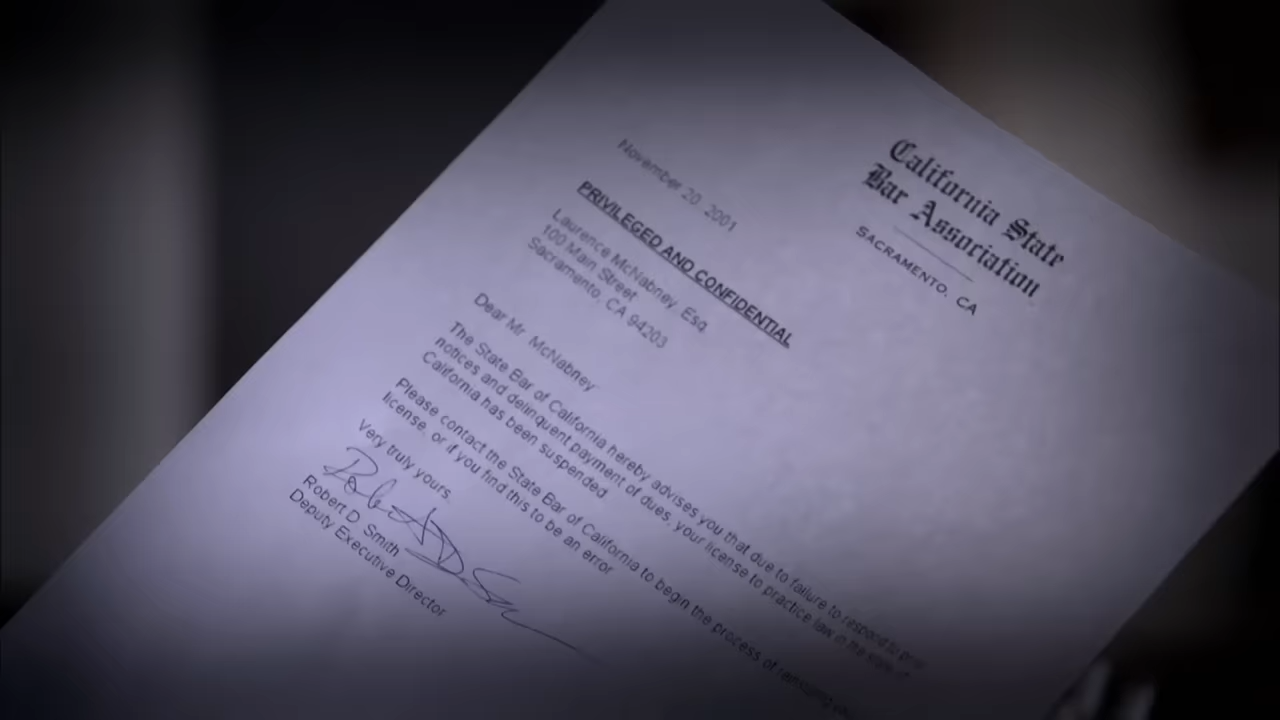 California State
Bar Association
SACRAMENTO, CA
November 20, 2001
PRIVILEGED AND CONFIDENTIAL
Laurence McNabney, Esq.
100 Main Street
Sacramento, CA 94203
Dear Mr. McNabney
The State Bar of California hereby advises you that due to failure to respond to
notices and delinquent payment of dues, your license to practice law in the
California has been suspended
Please contact the State Bar of California to begin the process of
license, or if you find this to be an error
Very truly yours,
Robert D. Smith
Deputy Executive Director